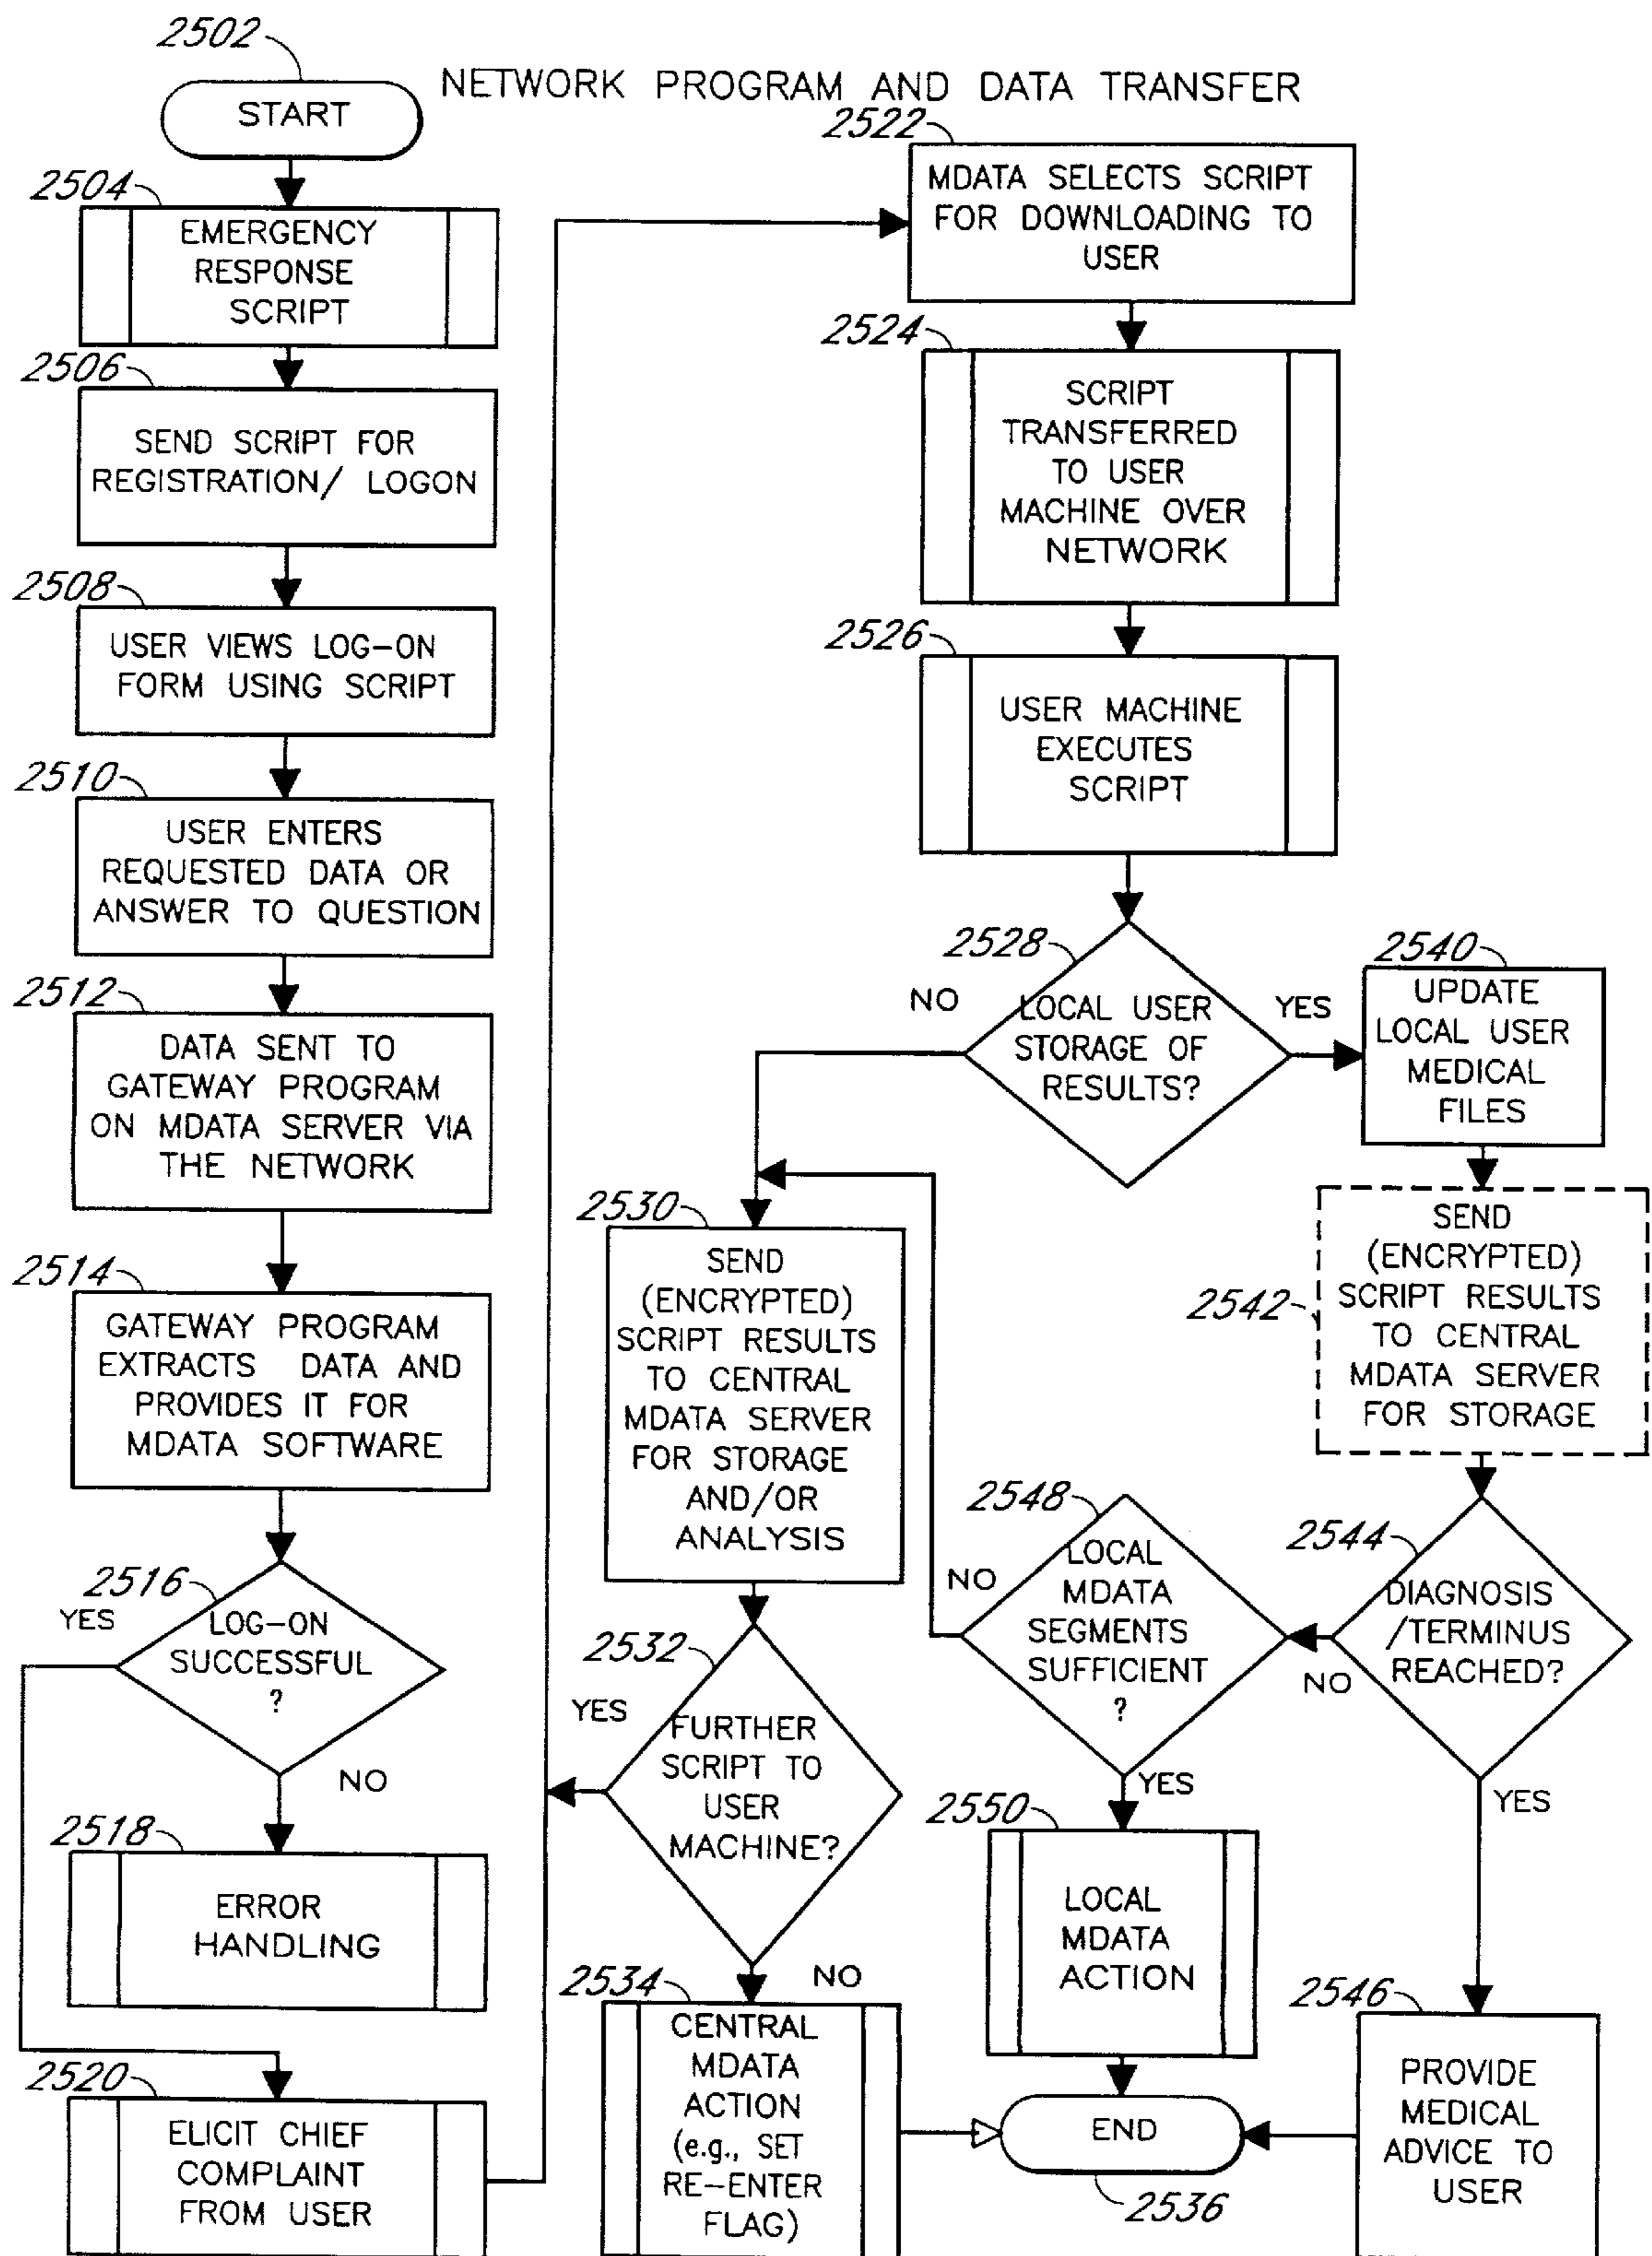 2502
START
NETWORK PROGRAM AND DATA TRANSFER
2504
EMERGENCY
RESPONSE
SCRIPT
2506
SEND SCRIPT FOR
REGISTRATION/ LOGON
2508
USER VIEWS LOG-ON
FORM USING SCRIPT
2510
USER ENTERS
REQUESTED DATA OR
ANSWER TO QUESTION
2512
DATA SENT TO
GATEWAY PROGRAM
ON MDATA SERVER VIA
THE NETWORK
2514
GATEWAY PROGRAM
EXTRACTS DATA AND
PROVIDES IT FOR
MDATA SOFTWARE
2516
YES
LOG-ON
SUCCESSFUL
?
NO
2518
ERROR
HANDLING
2520
ELICIT CHIEF
COMPLAINT
FROM USER
2522
MDATA SELECTS SCRIPT
FOR DOWNLOADING TO
USER
2524
SCRIPT
TRANSFERRED
TO USER
MACHINE OVER
NETWORK
2526
USER MACHINE
EXECUTES
SCRIPT
2528
NO
LOCAL USER
STORAGE OF
RESULTS?
YES
2530
SEND
(ENCRYPTED)
SCRIPT RESULTS
TO CENTRAL
MDATA SERVER
FOR STORAGE
AND/OR
ANALYSIS
2532
YES
FURTHER
SCRIPT TO
USER
MACHINE?
NO
2534
CENTRAL
MDATA
ACTION
(e.g., SET
RE-ENTER
FLAG)
2540
UPDATE
LOCAL USER
MEDICAL
FILES
2542
SEND
(ENCRYPTED)
SCRIPT RESULTS
TO CENTRAL
MDATA SERVER
FOR STORAGE
2544
DIAGNOSIS
/TERMINUS
REACHED?
NO
YES
2548
NO
LOCAL
MDATA
SEGMENTS
SUFFICIENT
?
YES
2550
LOCAL
MDATA
ACTION
2546
PROVIDE
MEDICAL
ADVICE TO
USER
END
2536